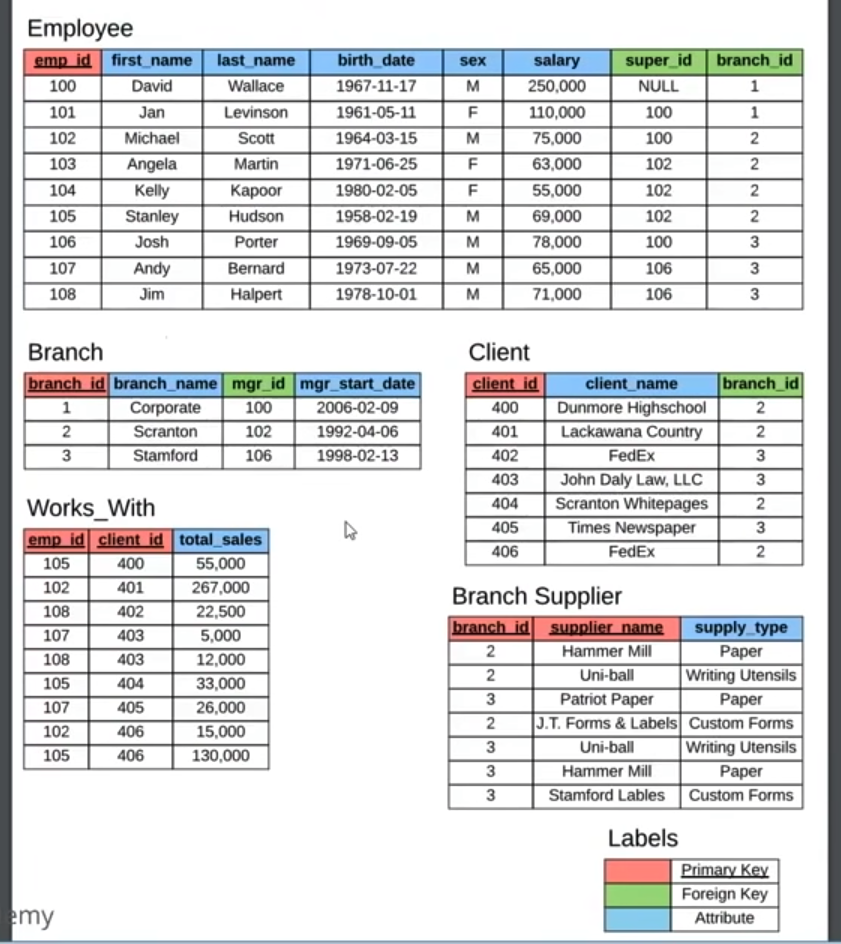 Employee
emp_id first_name last_name birth_date sex salary super_id branch_id
100 David Wallace 1967-11-17 M 250,000 NULL 1
101 Jan Levinson 1961-05-11 F 110,000 100 1
102 Michael Scott 1964-03-15 M 75,000 100 2
103 Angela Martin 1971-06-25 F 63,000 102 2
104 Kelly Kapoor 1980-02-05 F 55,000 102 2
105 Stanley Hudson 1958-02-19 M 69,000 102 2
106 Josh Porter 1969-09-05 M 78,000 100 3
107 Andy Bernard 1973-07-22 M 65,000 106 3
108 Jim Halpert 1978-10-01 M 71,000 106 3
Branch
branch_id branch_name mgr_id mgr_start_date
1 Corporate 100 2006-02-09
2 Scranton 102 1992-04-06
3 Stamford 106 1998-02-13
Client
client_id client_name branch_id
400 Dunmore Highschool 2
401 Lackawana Country 2
402 FedEx 3
403 John Daly Law, LLC 3
404 Scranton Whitepages 2
405 Times Newspaper 3
406 FedEx 2
Works_With
emp_id client_id total_sales
105 400 55,000
102 401 267,000
108 402 22,500
107 403 5,000
108 403 12,000
105 404 33,000
107 405 26,000
102 406 15,000
105 406 130,000
Branch Supplier
branch_id supplier_name supply_type
2 Hammer Mill Paper
2 Uni-ball Writing Utensils
3 Patriot Paper Paper
2 J.T. Forms & Labels Custom Forms
3 Uni-ball Writing Utensils
3 Hammer Mill Paper
3 Stamford Lables Custom Forms
Labels
Primary Key
Foreign Key
Attribute
emy